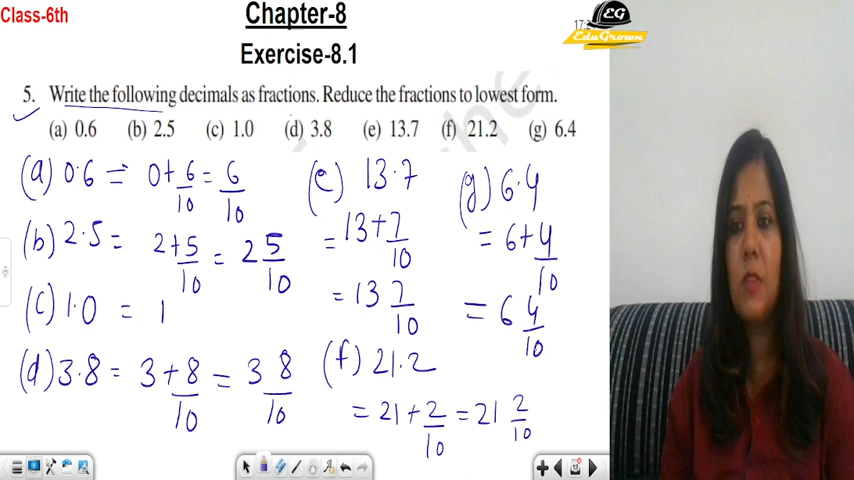 Class-6th
Chapter-8
Exercise-8.1
EG
EduGrown
5. Write the following decimals as fractions. Reduce the fractions to lowest form.
(a) 0.6 (b) 2.5 (c) 1.0 (d) 3.8 (e) 13.7 (f) 21.2 (g) 6.4
(a) 0.6 = 0+6/10 = 6/10
(b) 2.5 = 2+5/10 = 2 5/10
(c) 1.0 = 1
(d) 3.8 = 3+8/10 = 3 8/10
(e) 13.7
= 13+7/10
= 13 7/10
(f) 21.2
= 21+2/10 = 21 2/10
(g) 6.4
= 6+4/10
= 6 4/10